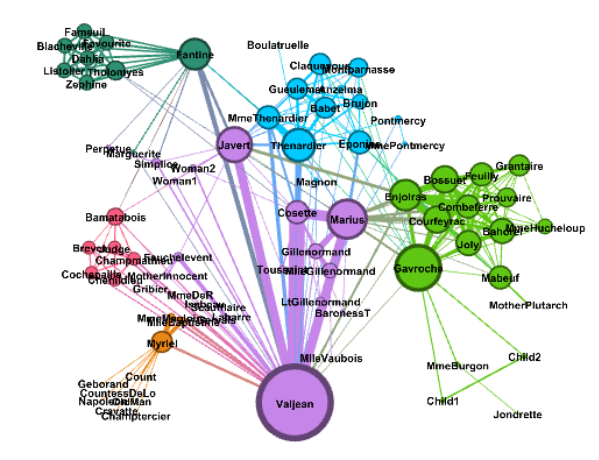 Fameuil
Blacheville
Favourite
Dahlia
Listolier
Tholomyes
Zephine
Fantine
Boulatruelle
Claquesous
Montparnasse
Gueulemer
Anzelma
Babet
Brujon
MmeThenardier
Pontmercy
Thenardier
Eponine
MmePontmercy
Javert
Perpetue
Marguerite
Simplice
Woman2
Woman1
Magnon
Cosette
Marius
Enjolras
Bossuet
Feuilly
Grantaire
Prouvaire
Combeferre
Courfeyrac
Bahorel
MmeHucheloup
Joly
Gavroche
Mabeuf
MotherPlutarch
Bamatabois
Brevet
Judge
Champmathieu
Cochepaille
Chenildieu
Fauchelevent
MotherInnocent
Gribier
Toussaint
Gillenormand
MlleGillenormand
LtGillenormand
BaronessT
MmeDeR
Isabeau
Scaufflaire
Labarre
Gervais
MmeMagloire
MlleBaptistine
Myriel
MlleVaubois
Child2
MmeBurgon
Child1
Jondrette
Valjean
Count
Geborand
CountessDeLo
Napoleon
OldMan
Cravatte
Champtercier